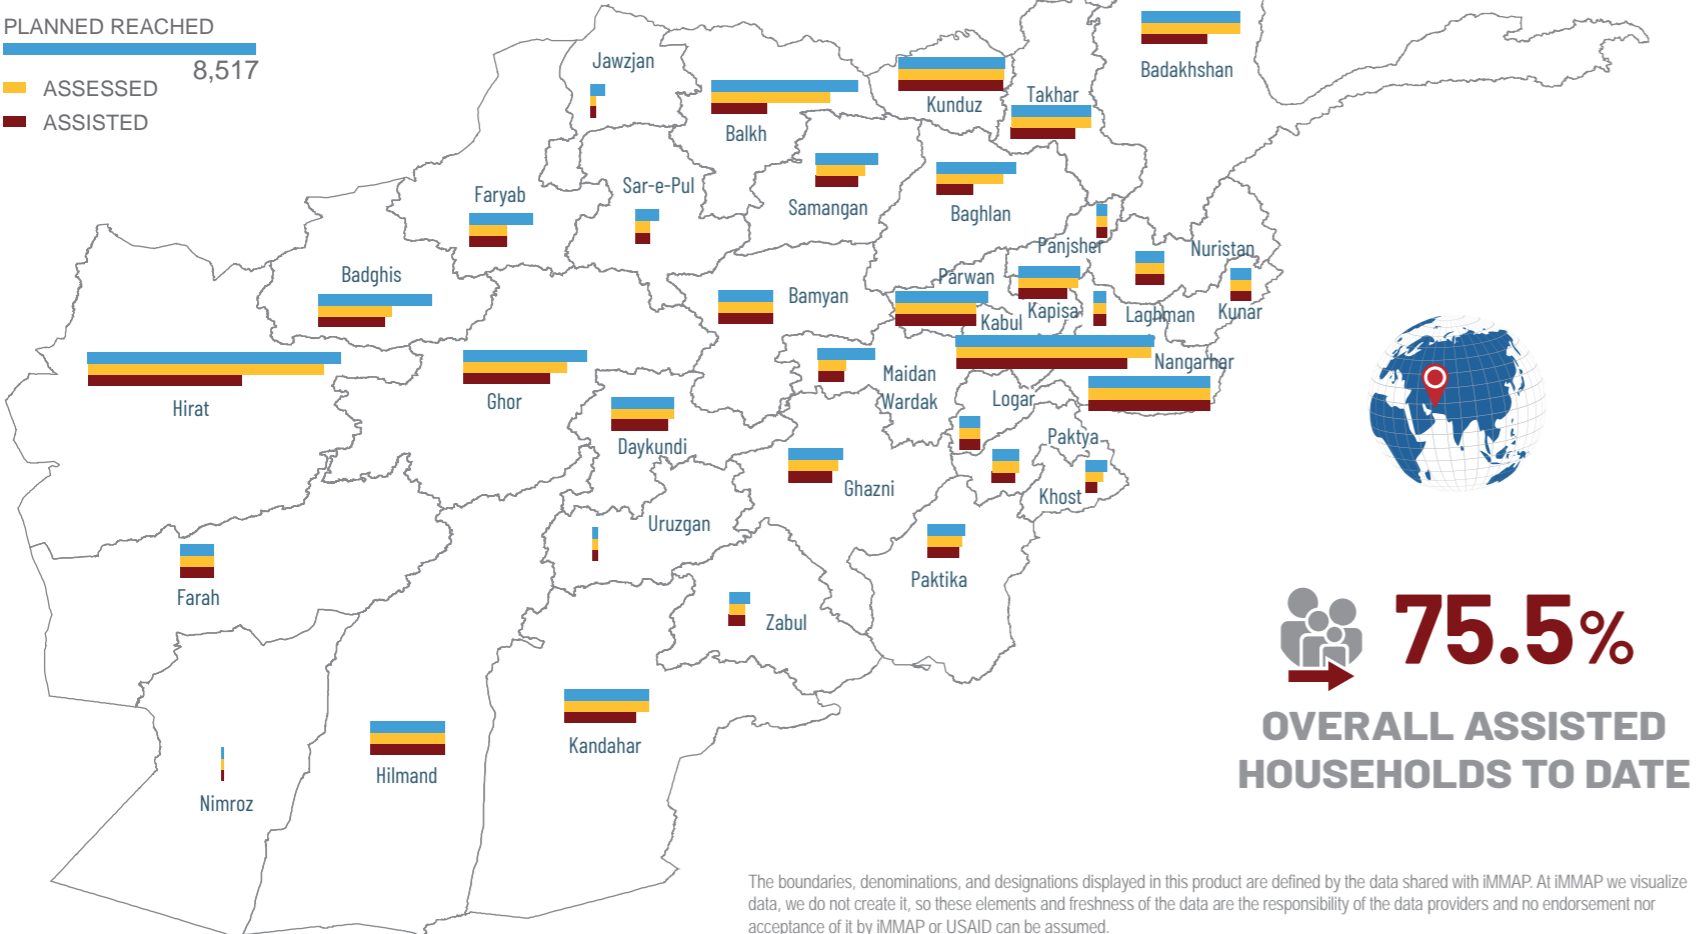 PLANNED REACHED
8,517
ASSESSED
ASSISTED
Jawzjan
Balkh
Kunduz
Takhar
Badakhshan
Faryab
Sar-e-Pul
Samangan
Baghlan
Badghis
Bamyan
Panjsher
Nuristan
Parwan
Kapisa
Laghman
Kunar
Kabul
Nangarhar
Hirat
Ghor
Maidan
Wardak
Logar
Daykundi
Paktya
Ghazni
Khost
Uruzgan
Paktika
Farah
Zabul
Kandahar
Hilmand
Nimroz
75.5%
OVERALL ASSISTED
HOUSEHOLDS TO DATE
The boundaries, denominations, and designations displayed in this product are defined by the data shared with iMMAP. At iMMAP we visualize
data, we do not create it, so these elements and freshness of the data are the responsibility of the data providers and no endorsement nor
acceptance of it by iMMAP or USAID can be assumed.